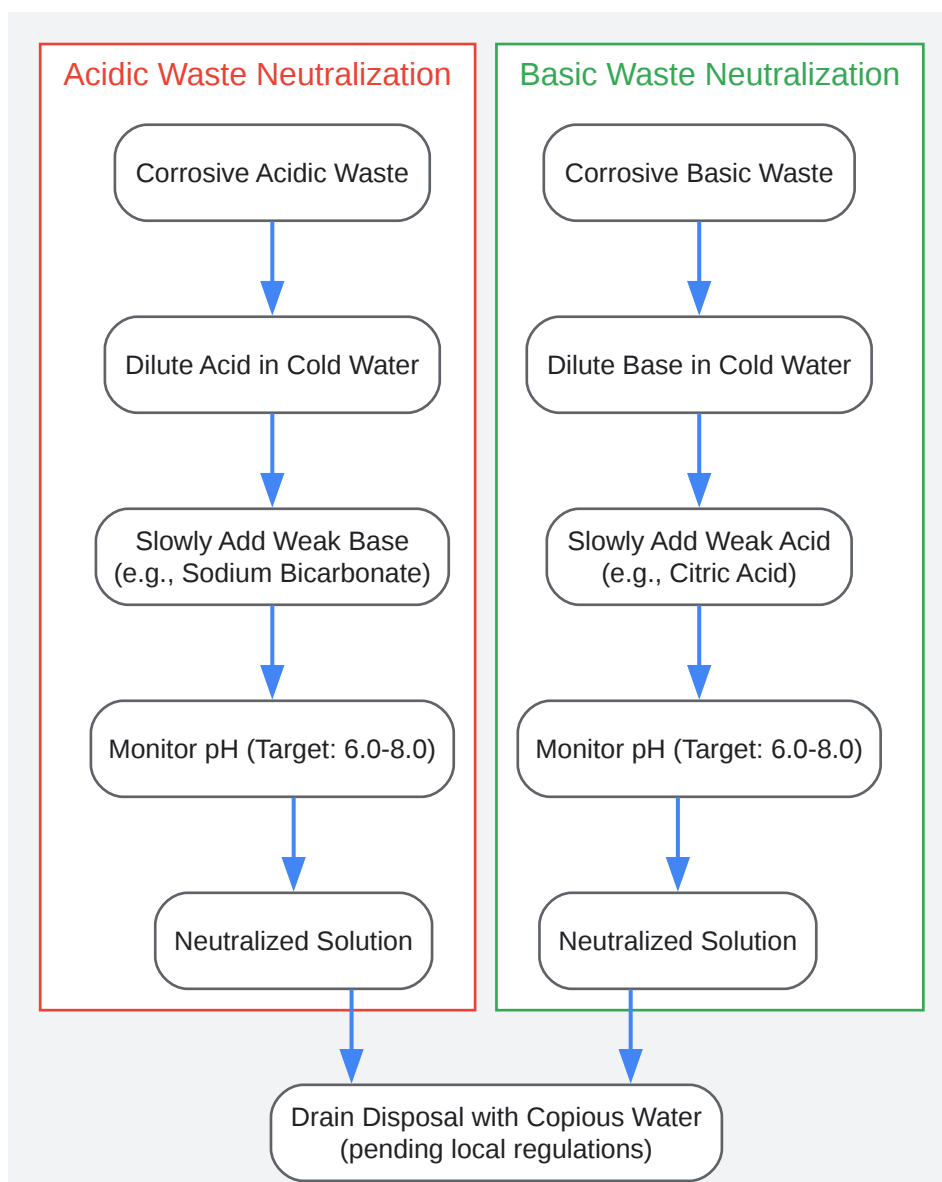 Acidic Waste Neutralization
Corrosive Acidic Waste
Dilute Acid in Cold Water
Slowly Add Weak Base
(e.g., Sodium Bicarbonate)
Monitor pH (Target: 6.0-8.0)
Neutralized Solution
Basic Waste Neutralization
Corrosive Basic Waste
Dilute Base in Cold Water
Slowly Add Weak Acid
(e.g., Citric Acid)
Monitor pH (Target: 6.0-8.0)
Neutralized Solution
Drain Disposal with Copious Water
(pending local regulations)